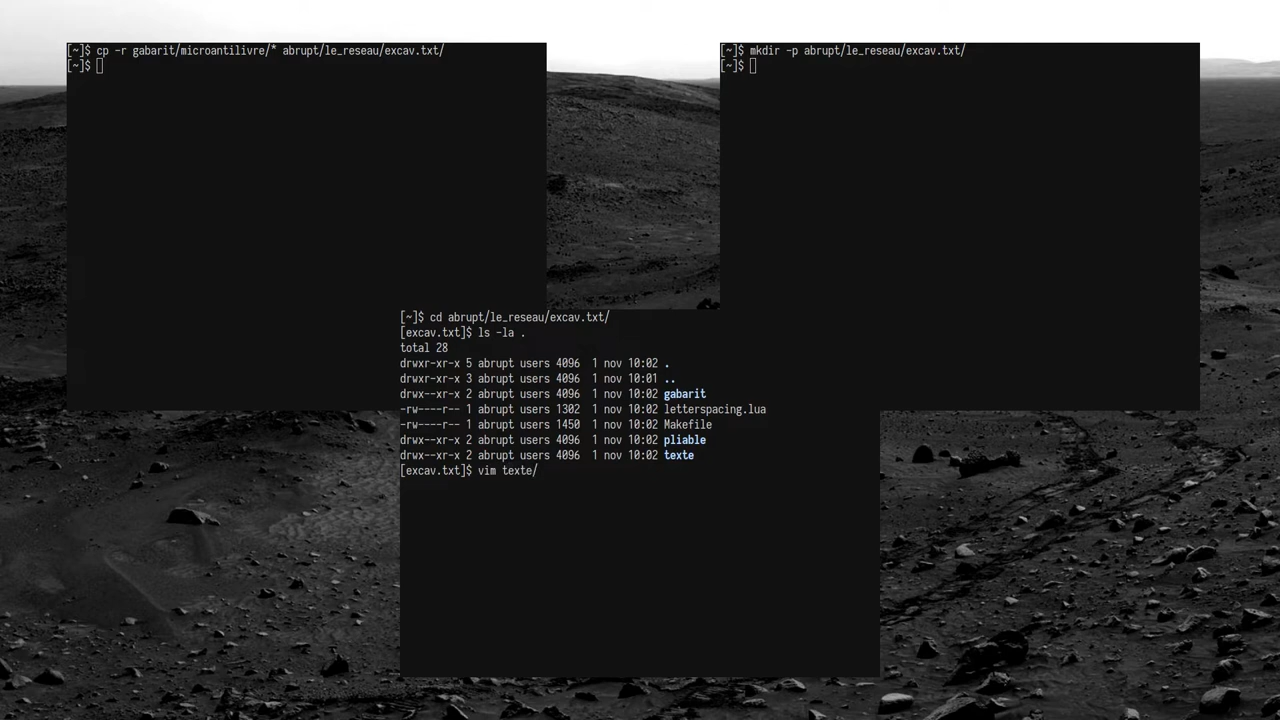 [~]$ cp -r gabarit/microantilivre/* abrupt/le_reseau/excav.txt/
[~]$
[~]$ mkdir -p abrupt/le_reseau/excav.txt/
[~]$
[~]$ cd abrupt/le_reseau/excav.txt/
[excav.txt]$ ls -la .
total 28
drwxr-xr-x 5 abrupt users 4096  1 nov 10:02 .
drwxr-xr-x 3 abrupt users 4096  1 nov 10:01 ..
drwx--xr-x 2 abrupt users 4096  1 nov 10:02 gabarit
-rw----r-- 1 abrupt users 1302  1 nov 10:02 letterspacing.lua
-rw----r-- 1 abrupt users 1450  1 nov 10:02 Makefile
drwx--xr-x 2 abrupt users 4096  1 nov 10:02 pliable
drwx--xr-x 2 abrupt users 4096  1 nov 10:02 texte
[excav.txt]$ vim texte/